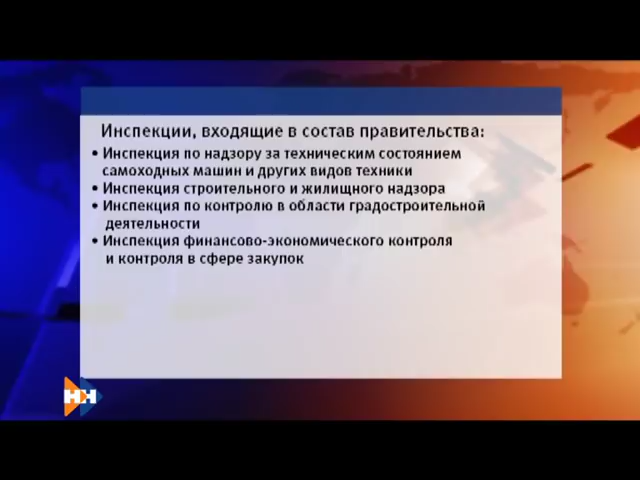 Инспекции, входящие в состав правительства:
• Инспекция по надзору за техническим состоянием
самоходных машин и других видов техники
• Инспекция строительного и жилищного надзора
• Инспекция по контролю в области градостроительной
деятельности
• Инспекция финансово-экономического контроля
и контроля в сфере закупок
НН